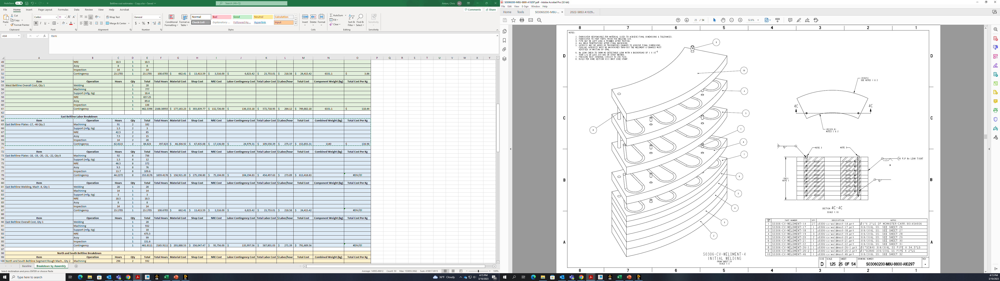 AutoSave On Beltline cost estimates - Copy.xlsx • Saved Search (Alt+Q) Anton, Chris AC
File Home Insert Page Layout Formulas Data Review View Help Acrobat Comments Share
Paste Cut Copy Format Painter Clipboard
Calibri 11 Font
Wrap Text Merge & Center Alignment
General Number
Conditional Formatting Format as Table
Normal Bad Good Neutral Calculation
Check Cell Explanatory ... Followed Hy... Hyperlink Input
Styles
Insert Delete Format Cells
AutoSum Fill Clear Sort & Filter Find & Select Editing
Sensitivity Sensitivity
A64 fx Item
A B C D E F G H I J K L M N O P Q R S T U V W X Y
49 NRE 18.5 1 18.5
50 Assy 8 1 8
51 Inspection 14 1 14
52 Contingency 23.1705 1 23.1705 108.6705 $ 662.41 $ 13,413.59 $ 3,516.00 $ 6,823.42 $ 23,753.01 $ 218.58 $ 24,415.42 6331.1 $ 3.86
53
54 Item Operation Hours Qty Total Total Hours Material Cost Shop Cost NRE Cost Labor Contingency Cost Total Labor Cost $ Labor/hour Total Cost Component Weight (kg) Total Cost Per Kg
55 West Beltline Overall Cost, Qty 1 Welding 1 28
56 Machining 1 777
57 Support (mfg, tig) 1 18.4
58 NRE 1 657.25
59 Assy 1 89.4
60 Inspection 1 136
61 Contingency 1 462.3396 2168.38955 $ 177,163.23 $ 303,839.77 $ 132,726.00 $ 136,153.18 $ 572,718.95 $ 264.12 $ 749,882.18 6331.1 $ 118.44
62
63 East Beltline Labor Breakdown
64 Item Operation Hours Qty Total Total Hours Material Cost Shop Cost NRE Cost Labor Contingency Cost Total Labor Cost $ Labor/hour Total Cost Combined Weight (kg) Total Cost Per Kg
65 East Beltline Plates -17, -46 Qty 2 Machining 91 2 182
66 Support (mfg, tig) 1.5 2 3
67 NRE 42.5 2 85
68 Assy 7.5 2 15
69 Inspection 14 2 28
70 Contingency 42.4115 2 84.823 397.823 $ 44,304.92 $ 67,435.08 $ 17,136.00 $ 24,979.31 $ 109,550.39 $ 275.37 $ 153,855.31 1140 $ 134.96
71
72 Item Operation Hours Qty Total Total Hours Material Cost Shop Cost NRE Cost Labor Contingency Cost Total Labor Cost $ Labor/hour Total Cost Combined Weight (kg) Total Cost Per Kg
73 East Beltline Plates -18, -19, -20, -21, -22, Qty 8 Machining 92 8 736
74 Support (mfg, tig) 1.5 8 12
75 NRE 46.5 8 372
76 Assy 9.5 8 76
77 Inspection 13.7 8 109.6
78 Contingency 44.2272 8 353.8176 1659.4176 $ 158,921.20 $ 275,198.80 $ 75,104.00 $ 104,194.83 $ 454,497.63 $ 273.89 $ 613,418.83 #DIV/0!
79
80 Item Operation Hours Qty Total Total Hours Material Cost Shop Cost NRE Cost Labor Contingency Cost Total Labor Cost $ Labor/hour Total Cost Component Weight (kg) Total Cost Per Kg
81 East Beltline Welding, Mach -4, Qty 1 Welding 28 1 28
82 Machining 14 1 14
83 Support (mfg, tig) 3 1 3
84 NRE 18.5 1 18.5
85 Assy 8 1 8
86 Inspection 14 1 14
87 Contingency 23.1705 1 23.1705 108.6705 $ 662.41 $ 13,413.59 $ 3,516.00 $ 6,823.42 $ 23,753.01 $ 218.58 $ 24,415.42 #DIV/0!
88
89 Item Operation Hours Qty Total Total Hours Material Cost Shop Cost NRE Cost Labor Contingency Cost Total Labor Cost $ Labor/hour Total Cost Combined Weight (kg) Total Cost Per Kg
90 East Beltline Overall Cost, Qty 1 Welding 1 28
91 Machining 1 932
92 Support (mfg, tig) 1 18
93 NRE 1 475.5
94 Assy 1 99
95 Inspection 1 151.6
96 Contingency 1 461.8111 2165.9111 $ 203,888.53 $ 356,047.47 $ 95,756.00 $ 135,997.56 $ 587,801.03 $ 271.39 $ 791,689.56 #DIV/0!
97
98 North and South Beltline Breakdown
99 Item Operation Hours Qty Total Total Hours Material Cost Shop Cost NRE Cost Labor Contingency Cost Total Labor Cost $ Labor/hour Total Cost Combined Weight (kg) Total Cost Per Kg
100 North and South Beltline Segment Rough Mach., Qty 2 Machining 296 2 592
Baseline Breakdown by Assembly
Select destination and press ENTER or choose Paste Average: 14993.49612 Count: 50 Max: 153855.3062 Sum: 419817.8915 100%
Type here to search 36°F Cloudy 4:15 PM 3/10/2023
S03060200-M8U-8800-A10297.pdf - Adobe Acrobat Pro (32-bit)
File Edit View E-Sign Window Help
Home Tools S03060200-M8U-... 2022-5853 A1029...
25 / 54 52.6%
8 7 6 5 4 3 2 1
NOTES:
1. FABRICATOR RESPONSIBLE FOR MATERIAL SIZES TO ACHIEVE FINAL DIMENSIONS & TOLERANCES.
2. FABRICATOR TO PREP PARTS PRIOR FOR WELDING AIR.
3. PIPE MAY BE LEFT LONG & TRIMMED AFTER TESTING.
4. ALL WELD PENETRATIONS AFTER FINAL MACHINING.
5. LAYER(S) MAY BE ADDED OR THICKNESSES CHANGED TO ACHIEVE FINAL DIMENSIONS.
COOLING INTEGRITY MUST BE MAINTAINED THRU-OUT THE WELDMENT & CHANGES MUST
VERIFIED IN WRITING BY ORNL.
6. He LEAK CHECK TO SHOW NO DETECTABLE LEAK WITH A BACKGROUND OF 1 X 10-9
TORR L/S OR LESS VIA BAG OR SPRAY METHOD.
7. PRESSURE TEST INTERNAL CIRCUIT TO 200 PSIG.
8. BUILD PER ASME SECTION VIII OMIT CODE STAMP.
D C B A
9 10 4 5 8 1 4 7 6 5 4 3 2
(R1825)
SEE NOTES 1 & 2
4C 4C
(R1320.8)
NOTES 1 & 2
NOTE 3 NOTE 3
9X PJP He LEAK TIGHT
(965)
NOTE 1
SECTION 4C-4C
SCALE 1:10
ITEM NO PART NUMBER QTY DESCRIPTION NOTES
1 S0306-CV-WELDMENT-14 27 s0306-cv-weldment-14.prt Ø1"X 2"LG DP MCMASTER-CARR:90145A906
2 S0306-CV-WELDMENT-17 1 s0306-cv-weldment-17.prt 316/316L SS: SEE SHEET 26
3 S0306-CV-WELDMENT-18 1 s0306-cv-weldment-18.prt 316/316L SS: SEE SHEET 27
4 S0306-CV-WELDMENT-19 3 s0306-cv-weldment-19.prt 316/316L SS: SEE SHEET 28
5 S0306-CV-WELDMENT-20 2 s0306-cv-weldment-20.prt 316/316L SS: SEE SHEET 29
6 S0306-CV-WELDMENT-21 1 s0306-cv-weldment-21.prt 316/316L SS: SEE SHEET 30
7 S0306-CV-WELDMENT-22 1 s0306-cv-weldment-22.prt 316/316L SS: SEE SHEET 31
8 S0306-CV-WELDMENT-26-1 1 s0306-cv-weldment-26-1.prt Ø1"SCH40 316/316L SS PIPE X 34.5"LG
9 S0306-CV-WELDMENT-26-2 1 s0306-cv-weldment-26-2.prt Ø1"SCH40 316/316L SS PIPE X 2"LG
10 S0306-CV-WELDMENT-46 1 s0306-cv-weldment-46.prt 316/316L SS: SEE SHEET 32
S0306-CV-WELDMENT-4
INITIAL WELDING
FROM SHEET 24
SCALE 1:5
SIZE SCALE SHEET DRAWING NUMBER REV
D 1:25 25 OF 54 S03060200-M8U-8800-A10297 -
8 7 6 5 4 3 2 1
4:15 PM
3/10/2023